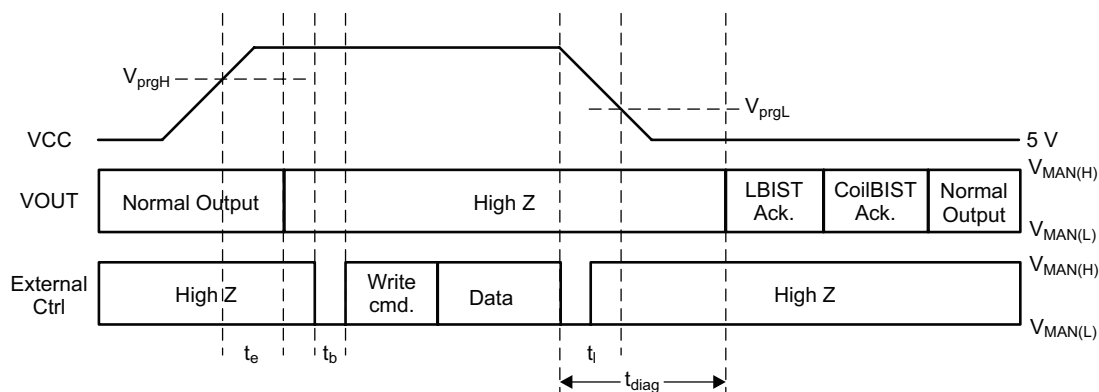 V_prgH
V_prgL
VCC
5 V
VOUT
Normal Output
High Z
LBIST
Ack.
CoilBIST
Ack.
Normal
Output
V_MAN(H)
V_MAN(L)
External
Ctrl
High Z
Write
cmd.
Data
High Z
V_MAN(H)
V_MAN(L)
t_e
t_b
t_l
t_diag